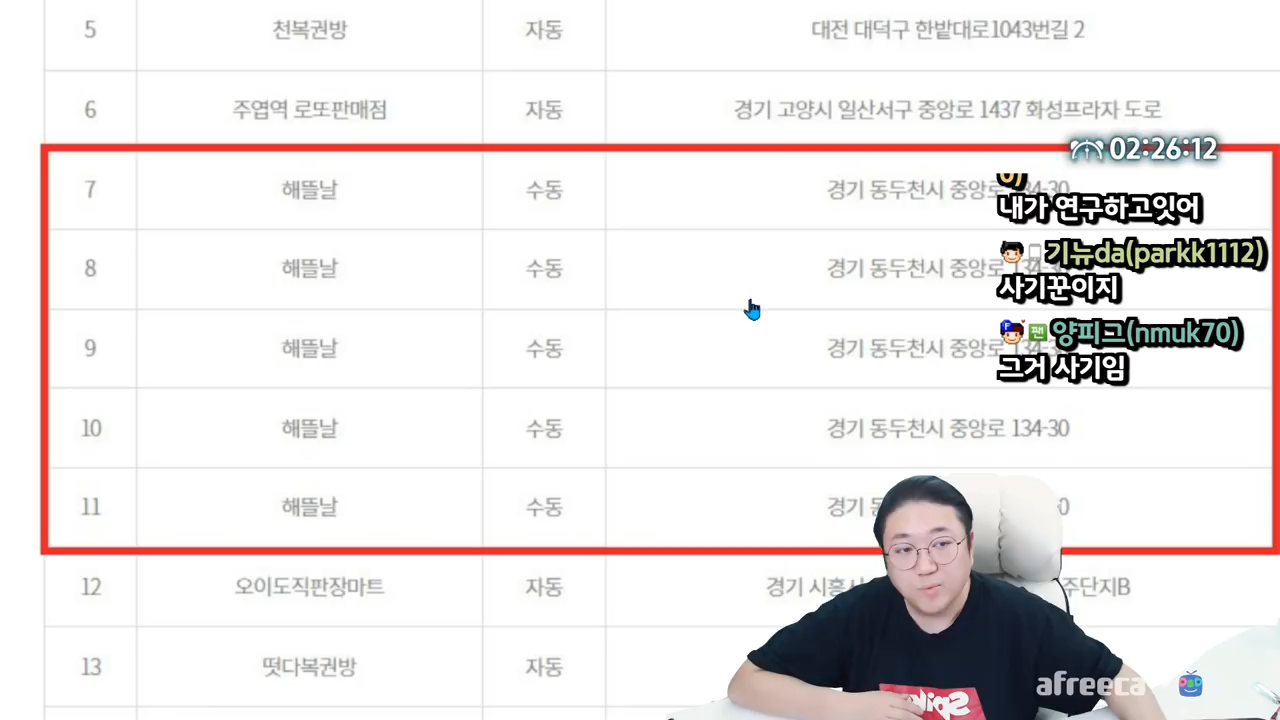 5 천복권방 자동 대전 대덕구 한밭대로1043번길 2
6 주엽역 로또판매점 자동 경기 고양시 일산서구 중앙로 1437 화성프라자 도로
02:26:12
7 해뜰날 수동 경기 동두천시 중앙로 134-30
내가 연구하고잇어
기뉴da(parkk1112)
8 해뜰날 수동 경기 동두천시 중앙로
사기꾼이지
팬 양피그(nmuk70)
9 해뜰날 수동 경기 동두천시 중앙로
그거 사기임
10 해뜰날 수동 경기 동두천시 중앙로 134-30
11 해뜰날 수동 경기
12 오이도직판장마트 자동 경기 시흥시 주단지B
13 떳다복권방 자동
afreeca